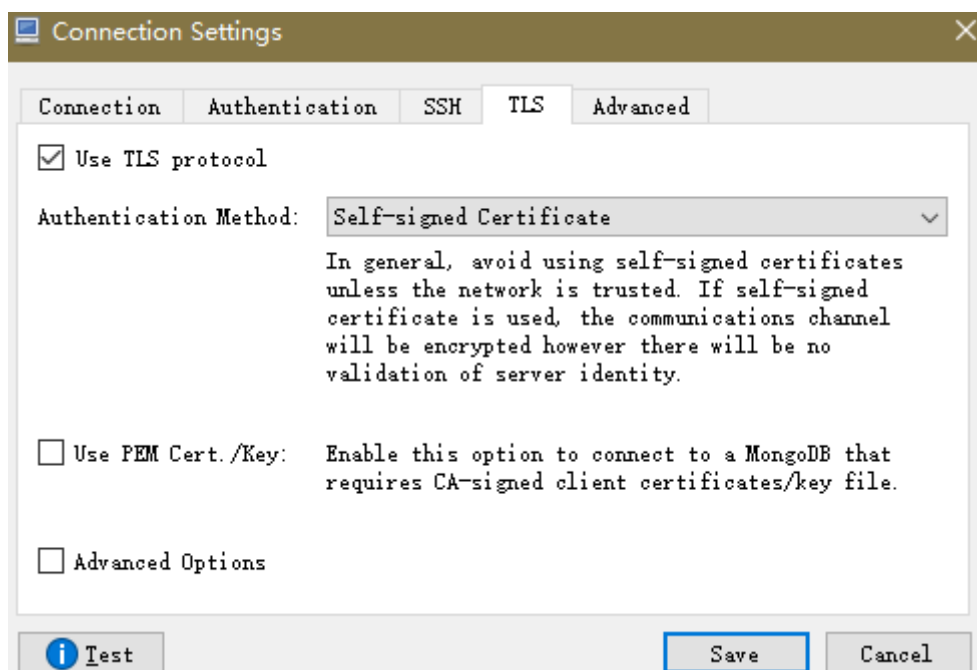 Connection Settings
Connection Authentication SSH TLS Advanced
Use TLS protocol
Authentication Method: Self-signed Certificate
In general, avoid using self-signed certificates
unless the network is trusted. If self-signed
certificate is used, the communications channel
will be encrypted however there will be no
validation of server identity.
Use PEM Cert./Key: Enable this option to connect to a MongoDB that
requires CA-signed client certificates/key file.
Advanced Options
Test Save Cancel